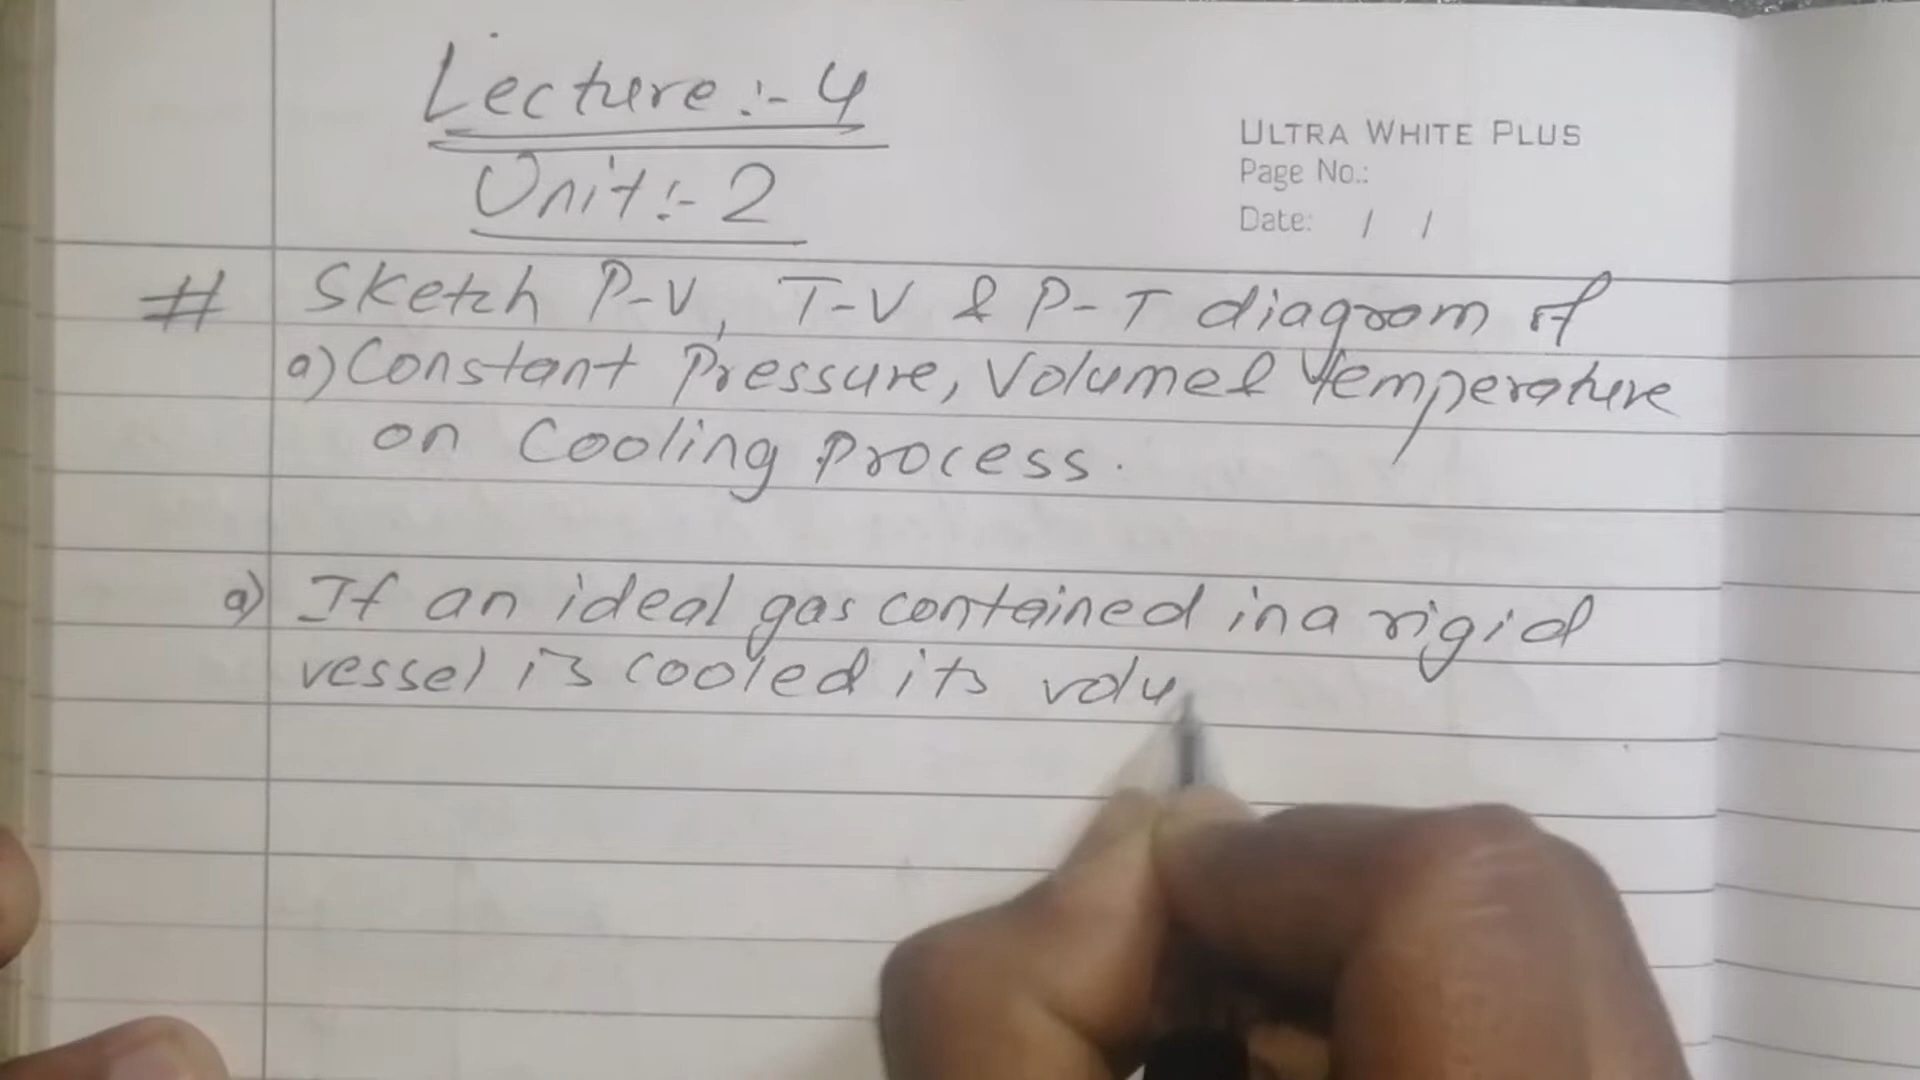 Lecture :- 4
Unit :- 2
ULTRA WHITE PLUS
Page No.:
Date: / /
# Sketch P-V, T-V & P-T diagram of
a) Constant Pressure, Volume & Temperature
on Cooling Process.
a) If an ideal gas contained in a rigid
vessel is cooled its volu